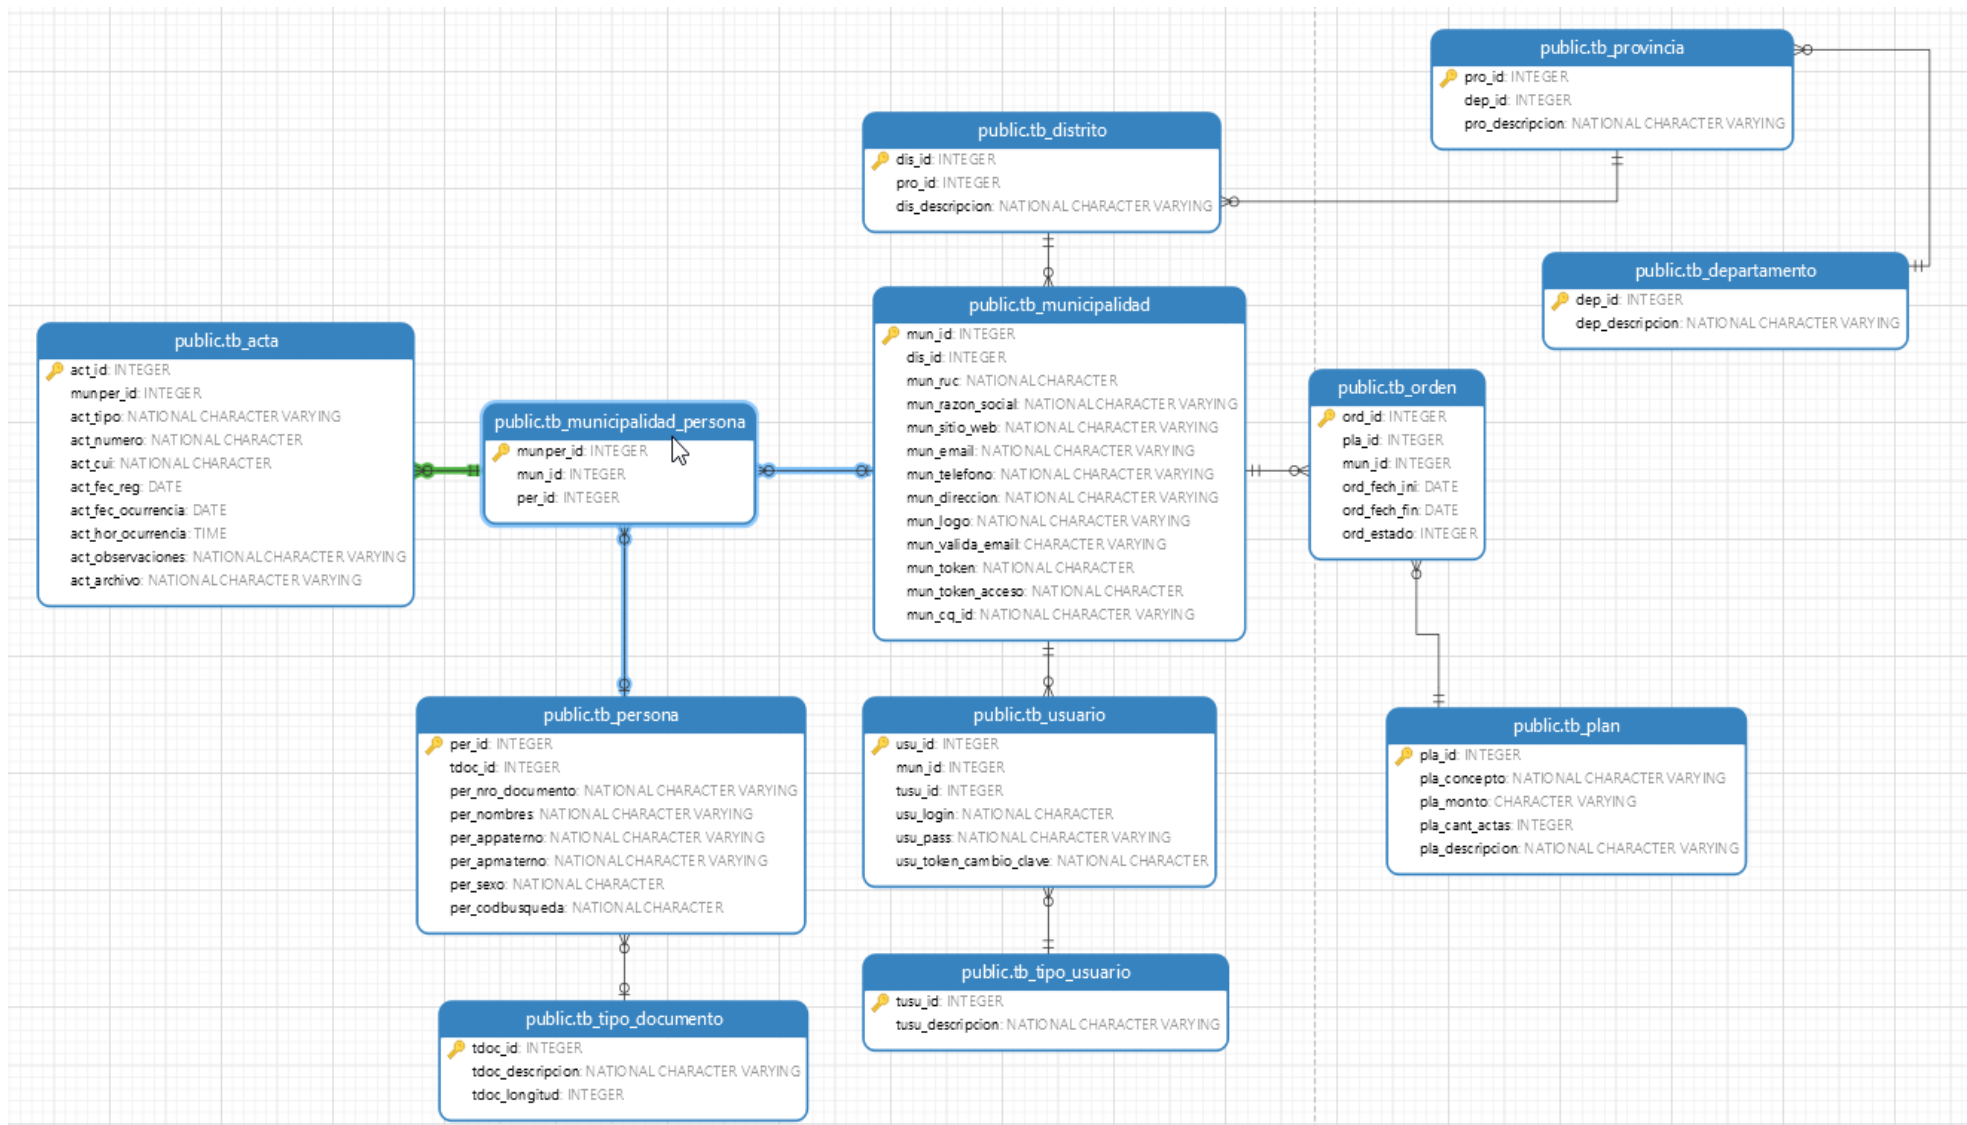 public.tb_provincia
pro_id: INTEGER
dep_id: INTEGER
pro_descripcion: NATIONAL CHARACTER VARYING
public.tb_distrito
dis_id: INTEGER
pro_id: INTEGER
dis_descripcion: NATIONAL CHARACTER VARYING
public.tb_departamento
dep_id: INTEGER
dep_descripcion: NATIONAL CHARACTER VARYING
public.tb_municipalidad
mun_id: INTEGER
dis_id: INTEGER
mun_ruc: NATIONAL CHARACTER
mun_razon_social: NATIONAL CHARACTER VARYING
mun_sitio_web: NATIONAL CHARACTER VARYING
mun_email: NATIONAL CHARACTER VARYING
mun_telefono: NATIONAL CHARACTER VARYING
mun_direccion: NATIONAL CHARACTER VARYING
mun_logo: NATIONAL CHARACTER VARYING
mun_valida_email: CHARACTER VARYING
mun_token: NATIONAL CHARACTER
mun_token_acceso: NATIONAL CHARACTER
mun_cq_id: NATIONAL CHARACTER VARYING
public.tb_acta
act_id: INTEGER
munper_id: INTEGER
act_tipo: NATIONAL CHARACTER VARYING
act_numero: NATIONAL CHARACTER
act_cui: NATIONAL CHARACTER
act_fec_reg: DATE
act_fec_ocurrencia: DATE
act_hor_ocurrencia: TIME
act_observaciones: NATIONAL CHARACTER VARYING
act_archivo: NATIONAL CHARACTER VARYING
public.tb_municipalidad_persona
munper_id: INTEGER
mun_id: INTEGER
per_id: INTEGER
public.tb_orden
ord_id: INTEGER
pla_id: INTEGER
mun_id: INTEGER
ord_fech_ini: DATE
ord_fech_fin: DATE
ord_estado: INTEGER
public.tb_persona
per_id: INTEGER
tdoc_id: INTEGER
per_nro_documento: NATIONAL CHARACTER VARYING
per_nombres: NATIONAL CHARACTER VARYING
per_appaterno: NATIONAL CHARACTER VARYING
per_apmaterno: NATIONAL CHARACTER VARYING
per_sexo: NATIONAL CHARACTER
per_codbusqueda: NATIONAL CHARACTER
public.tb_usuario
usu_id: INTEGER
mun_id: INTEGER
tusu_id: INTEGER
usu_login: NATIONAL CHARACTER
usu_pass: NATIONAL CHARACTER VARYING
usu_token_cambio_clave: NATIONAL CHARACTER
public.tb_plan
pla_id: INTEGER
pla_concepto: NATIONAL CHARACTER VARYING
pla_monto: CHARACTER VARYING
pla_cant_actas: INTEGER
pla_descripcion: NATIONAL CHARACTER VARYING
public.tb_tipo_usuario
tusu_id: INTEGER
tusu_descripcion: NATIONAL CHARACTER VARYING
public.tb_tipo_documento
tdoc_id: INTEGER
tdoc_descripcion: NATIONAL CHARACTER VARYING
tdoc_longitud: INTEGER